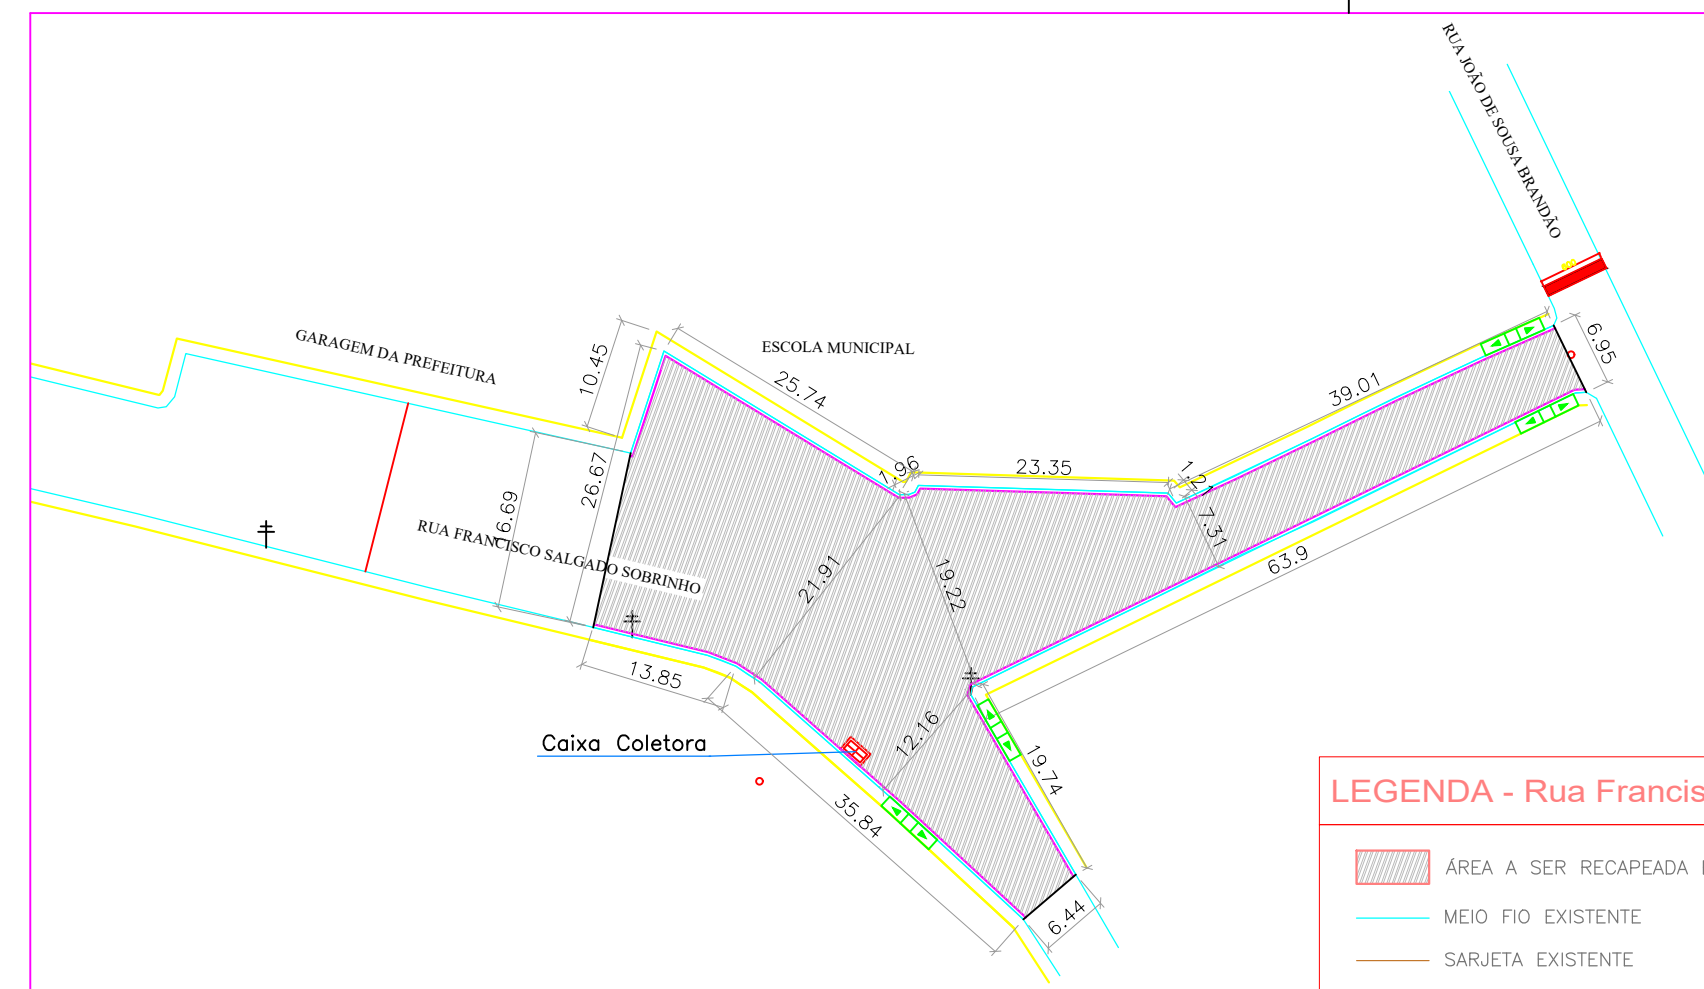 RUA JOÃO DE SOUSA BRANDÃO
GARAGEM DA PREFEITURA
ESCOLA MUNICIPAL
10.45
25.74
39.01
6.95
26.67
16.69
1.96
23.35
1.21
7.31
63.9
RUA FRANCISCO SALGADO SOBRINHO
21.91
19.22
13.85
12.16
Caixa Coletora
19.74
35.84
6.44
LEGENDA - Rua Francis
ÁREA A SER RECAPEADA
MEIO FIO EXISTENTE
SARJETA EXISTENTE